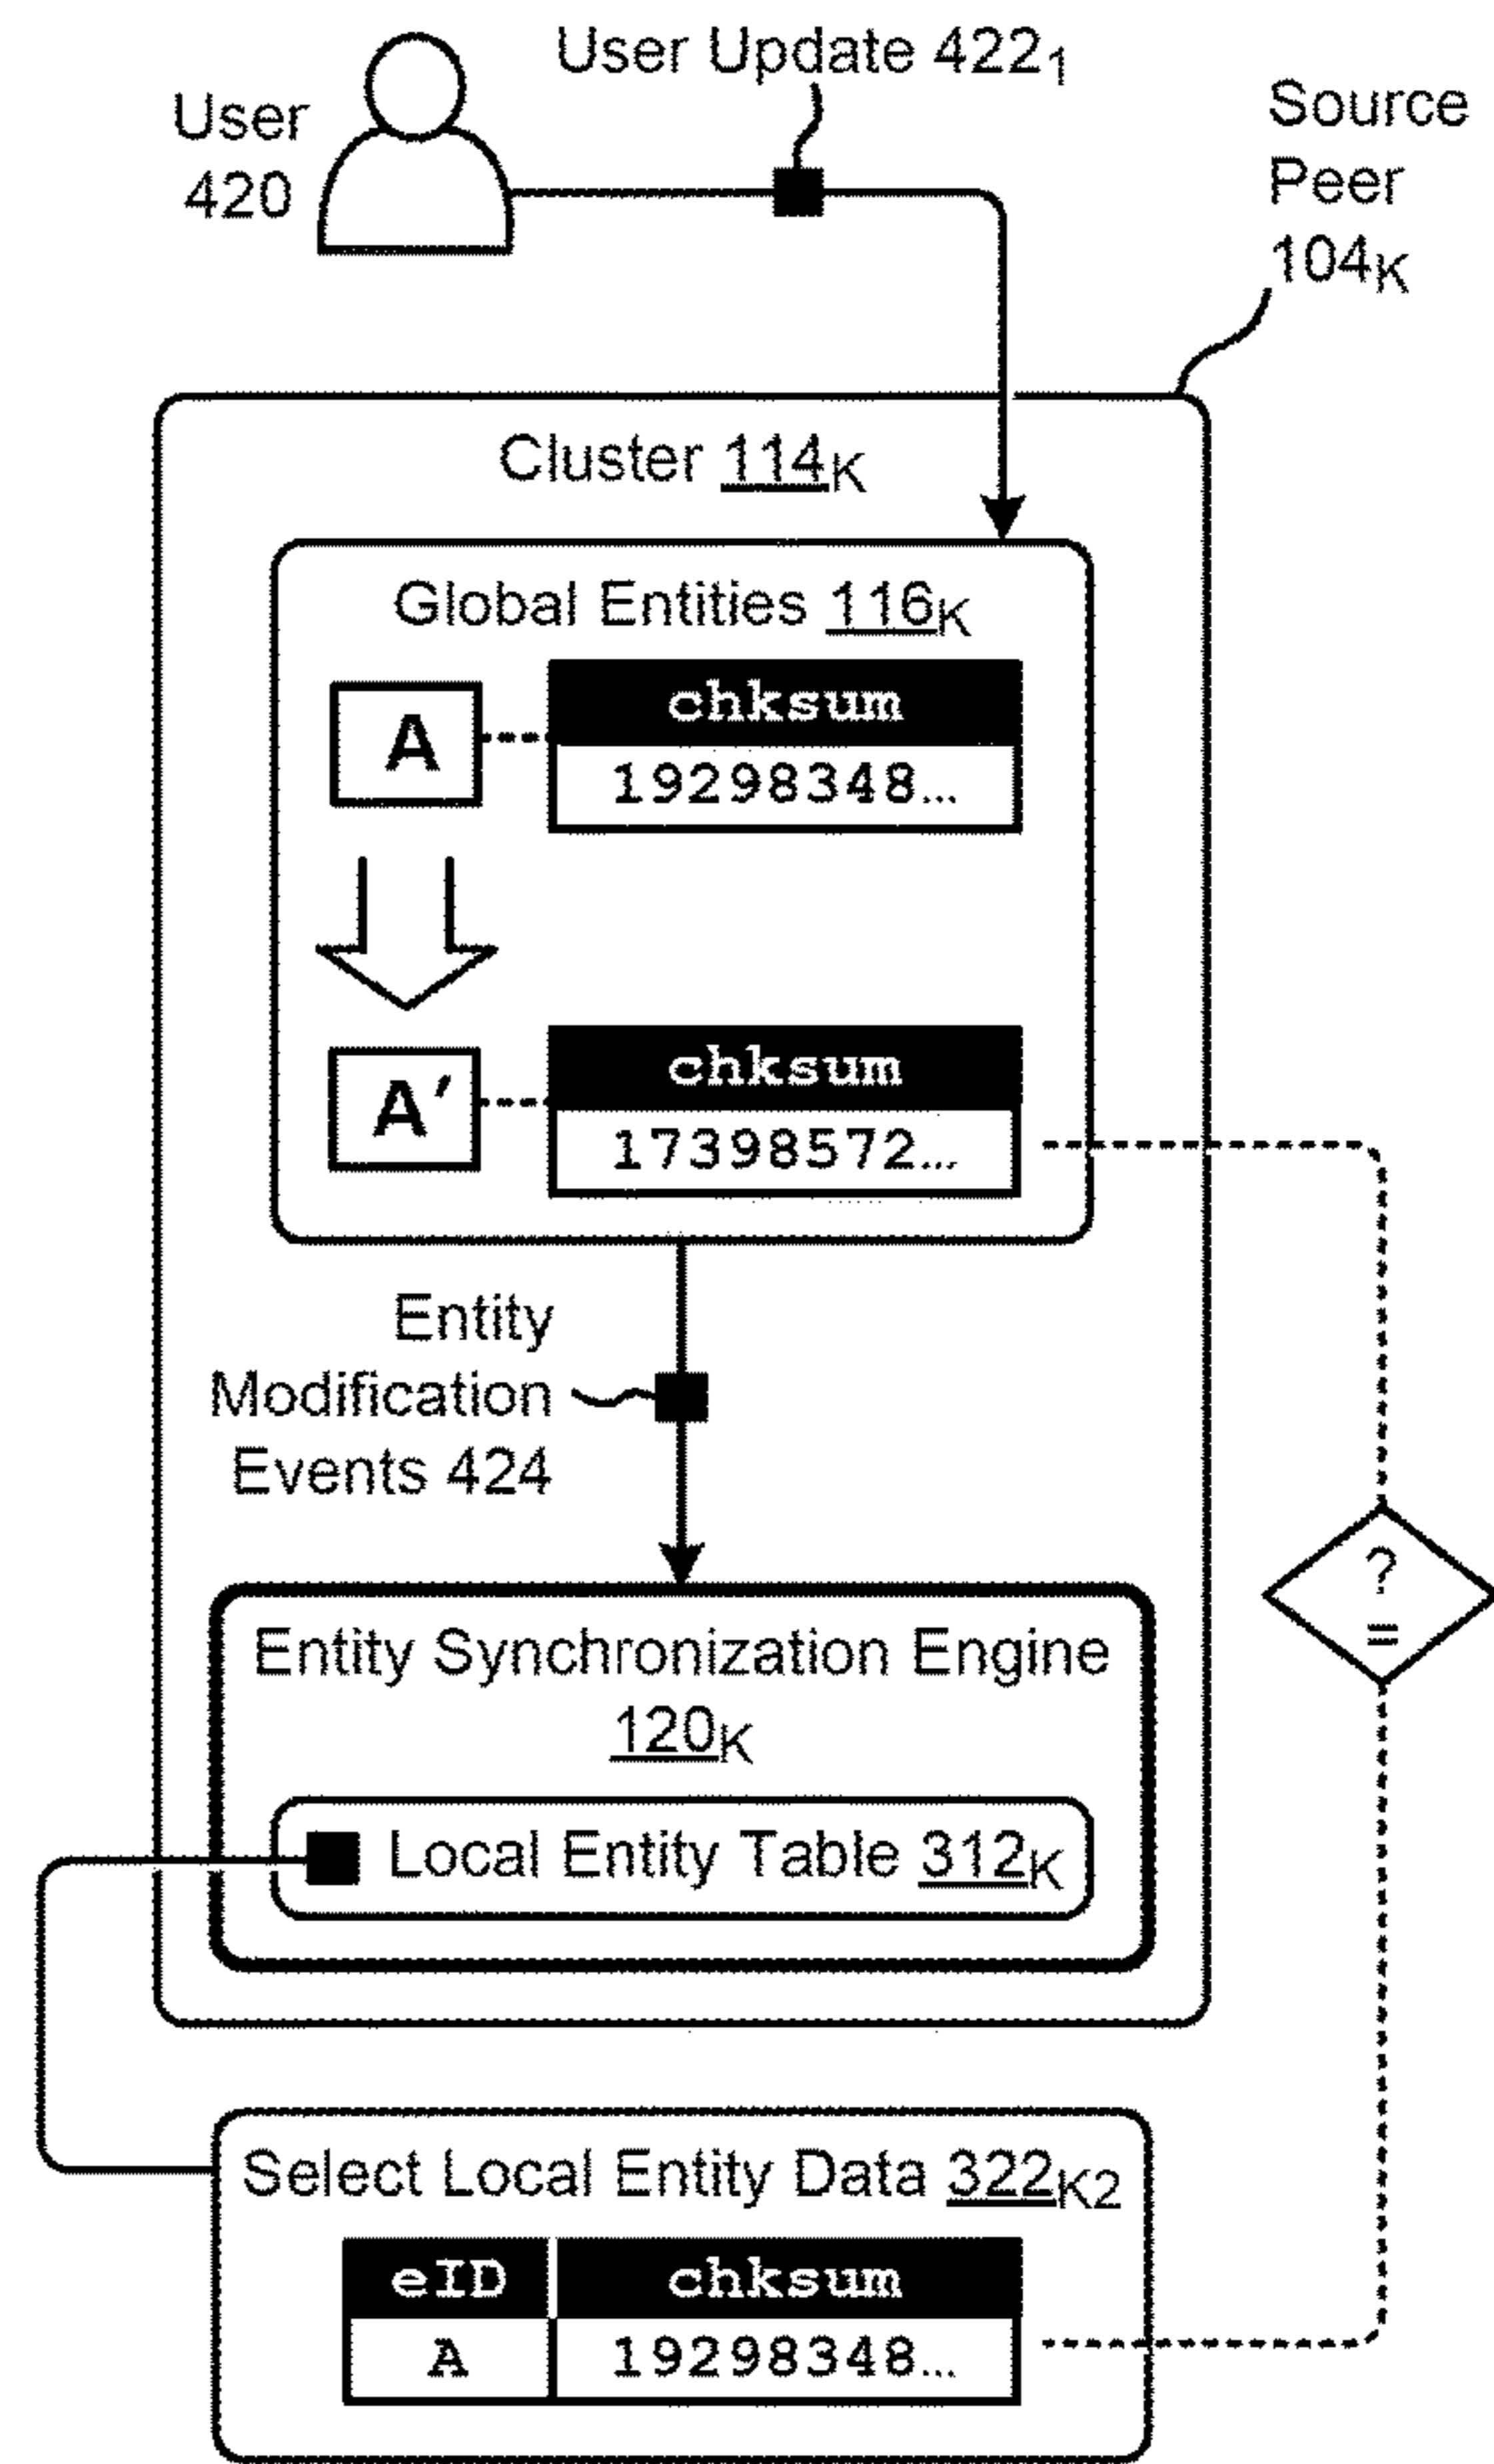 User Update 422₁
User
420
Source
Peer
104K
Cluster 114K
Global Entities 116K
A
chksum
19298348...
A'
chksum
17398572...
Entity
Modification
Events 424
?
=
Entity Synchronization Engine
120K
Local Entity Table 312K
Select Local Entity Data 322K2
eID chksum
A 19298348...